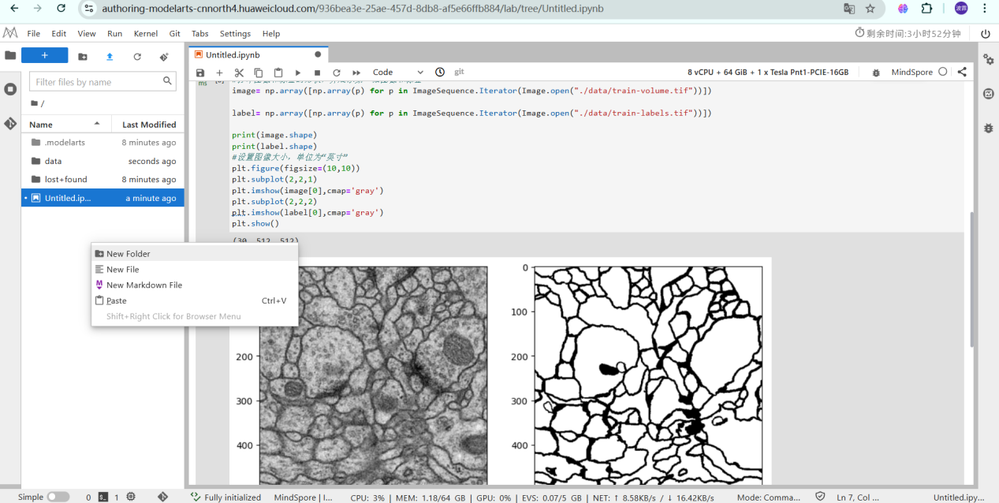 authoring-modelarts-cnnorth4.huaweicloud.com/936bea3e-25ae-457d-8db8-af5e66ffb884/lab/tree/Untitled.ipynb
波霏
File Edit View Run Kernel Git Tabs Settings Help
剩余时间:3小时52分钟
Untitled.ipynb
Code
git
8 vCPU + 64 GiB + 1 x Tesla Pnt1-PCIE-16GB
MindSpore
Filter files by name
/
Name Last Modified
.modelarts 8 minutes ago
data seconds ago
lost+found 8 minutes ago
Untitled.ip... a minute ago
ms
image= np.array([np.array(p) for p in ImageSequence.Iterator(Image.open("./data/train-volume.tif"))])
label= np.array([np.array(p) for p in ImageSequence.Iterator(Image.open("./data/train-labels.tif"))])
print(image.shape)
print(label.shape)
#设置图像大小，单位为“英寸”
plt.figure(figsize=(10,10))
plt.subplot(2,2,1)
plt.imshow(image[0],cmap='gray')
plt.subplot(2,2,2)
plt.imshow(label[0],cmap='gray')
plt.show()
(30, 512, 512)
New Folder
New File
New Markdown File
Paste Ctrl+V
Shift+Right Click for Browser Menu
0
100
200 200
300 300
400 400
Simple 0 1 Fully initialized MindSpore | I... CPU: 3% | MEM: 1.18/64 GB | GPU: 0% | EVS: 0.07/5 GB | NET: ↑ 8.58KB/s / ↓ 16.42KB/s Mode: Comma... Ln 7, Col ... Untitled.ipy...